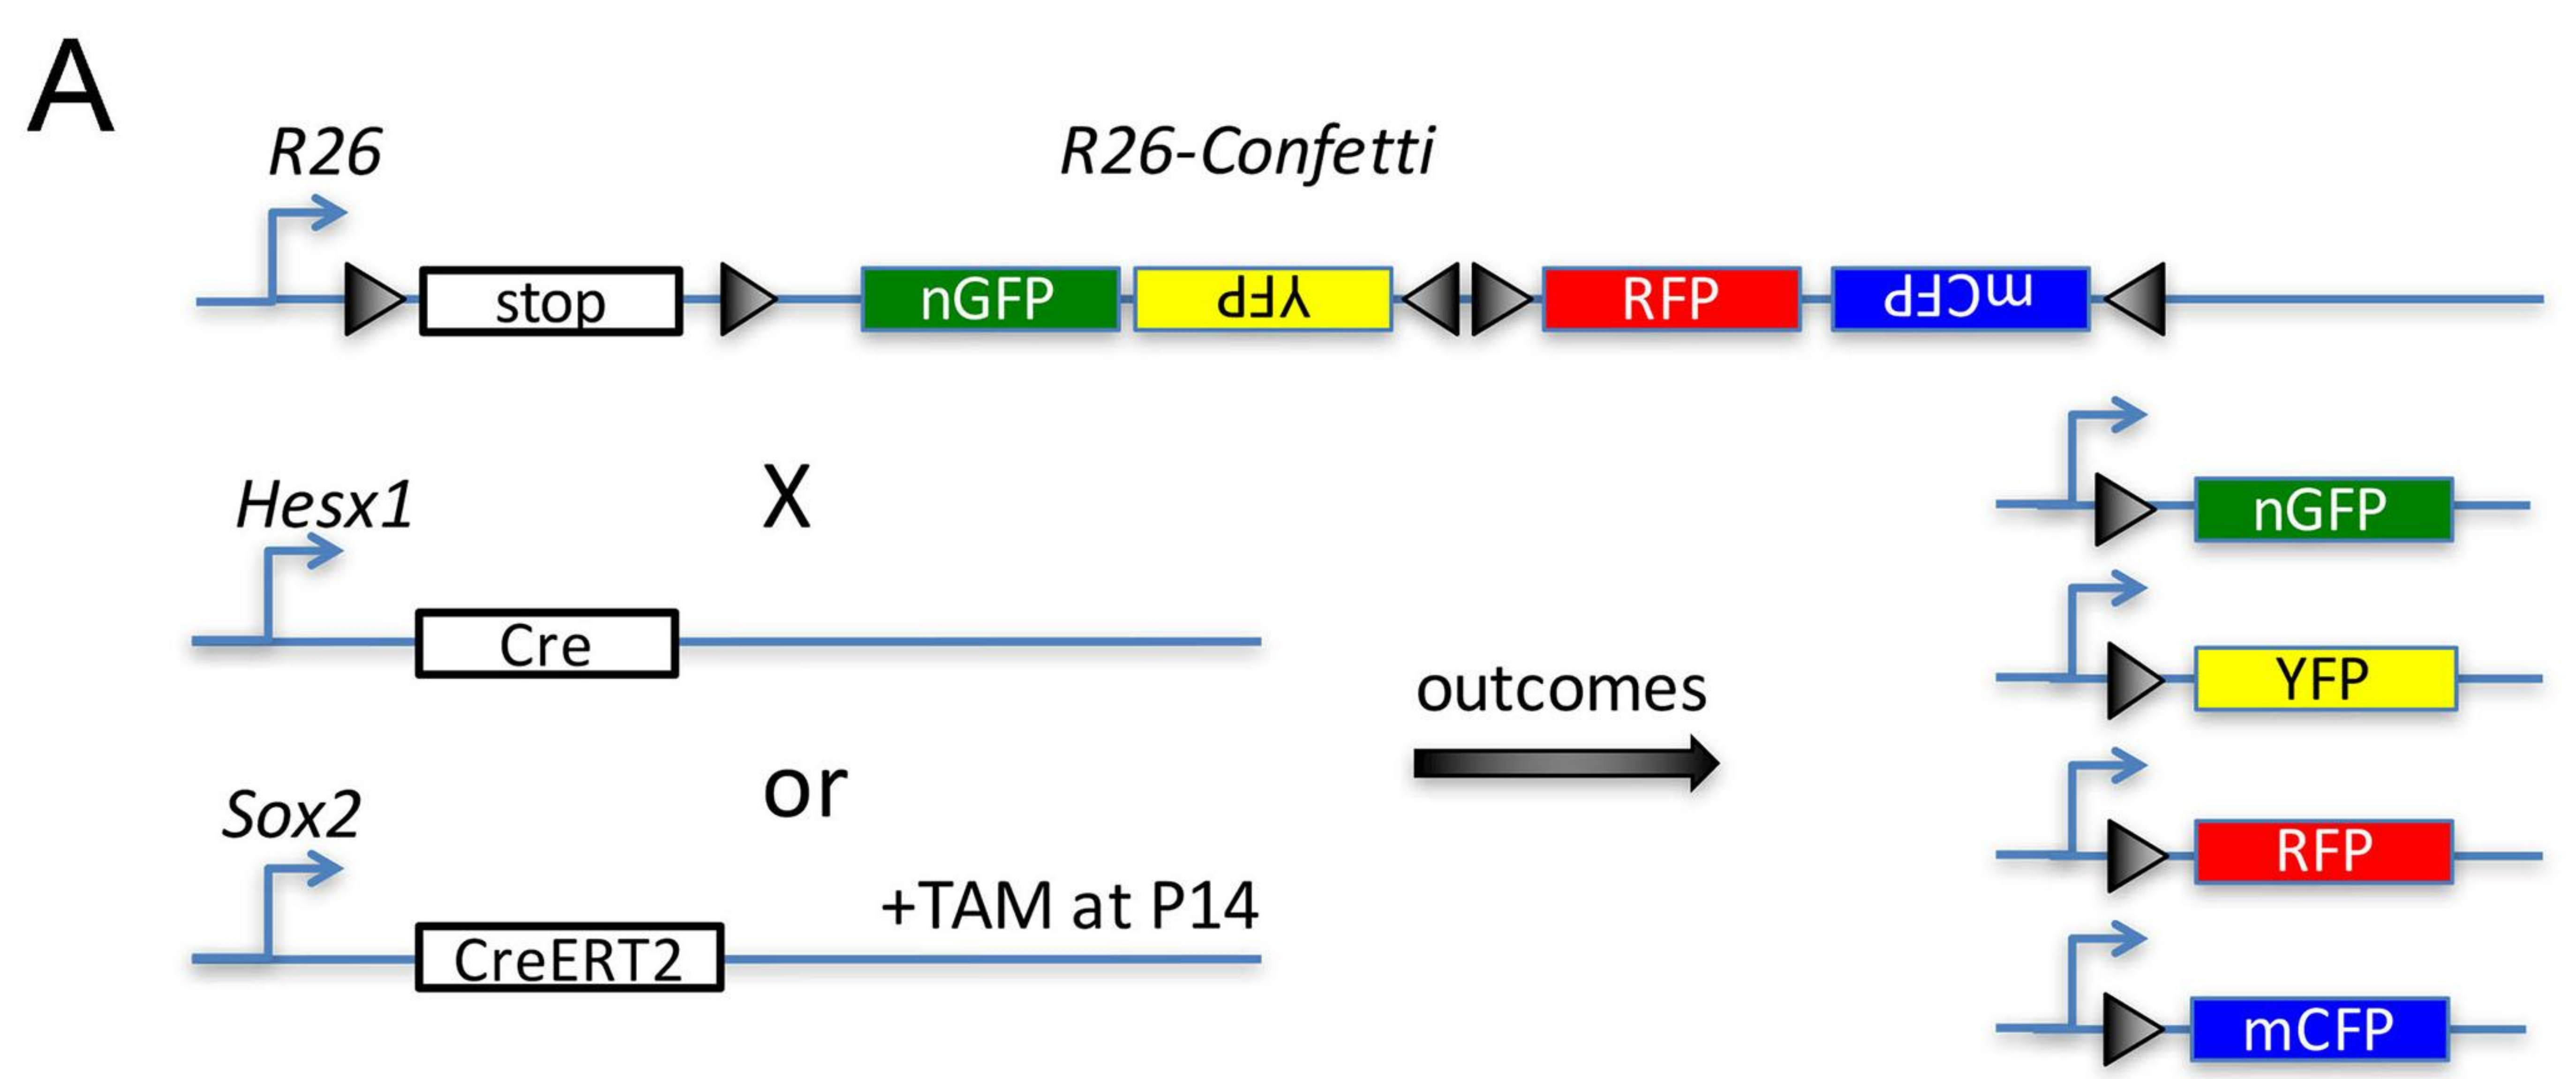 A
R26
R26-Confetti
stop
nGFP
YFP
RFP
mCFP
Hesx1
X
nGFP
Cre
YFP
outcomes
or
Sox2
RFP
+TAM at P14
CreERT2
mCFP